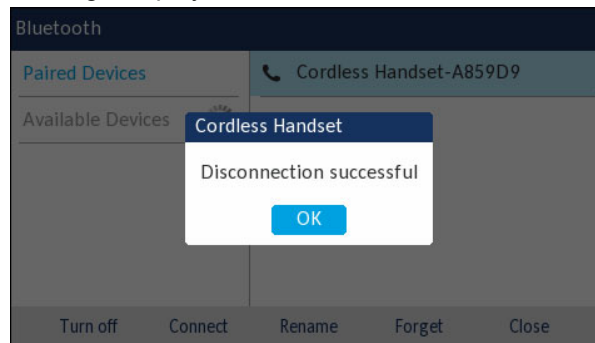 Bluetooth
Paired Devices
Cordless Handset-A859D9
Available Devices
Cordless Handset
Disconnection successful
OK
Turn off Connect Rename Forget Close